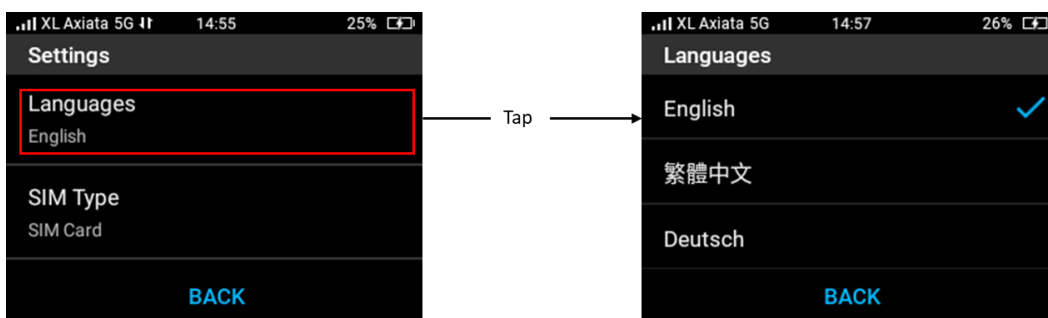 XL Axiata 5G 14:55 25%
Settings
Languages
English
SIM Type
SIM Card
BACK
Tap
XL Axiata 5G 14:57 26%
Languages
English
繁體中文
Deutsch
BACK